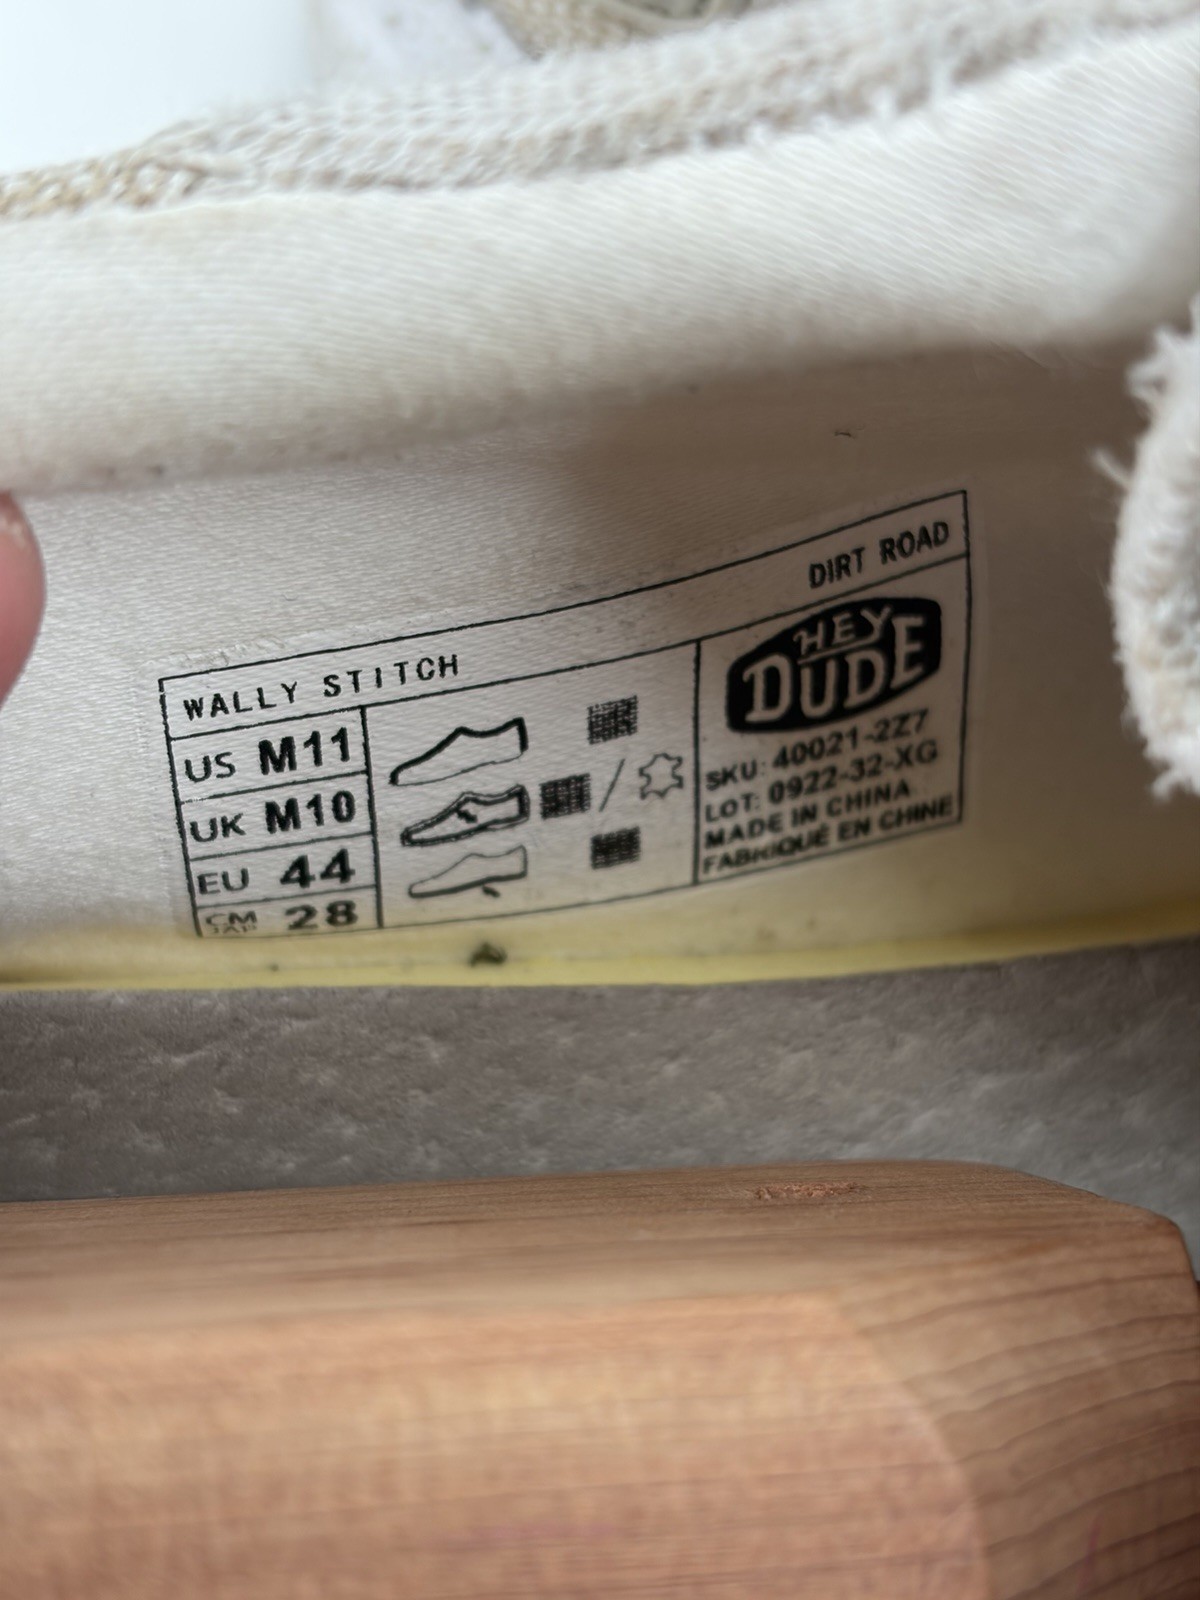 WALLY STITCH
DIRT ROAD
US M11
UK M10
EU 44
CM
JAP 28
HEY
DUDE
SKU: 40021-2Z7
LOT: 0922-32-XG
MADE IN CHINA
FABRIQUÉ EN CHINE